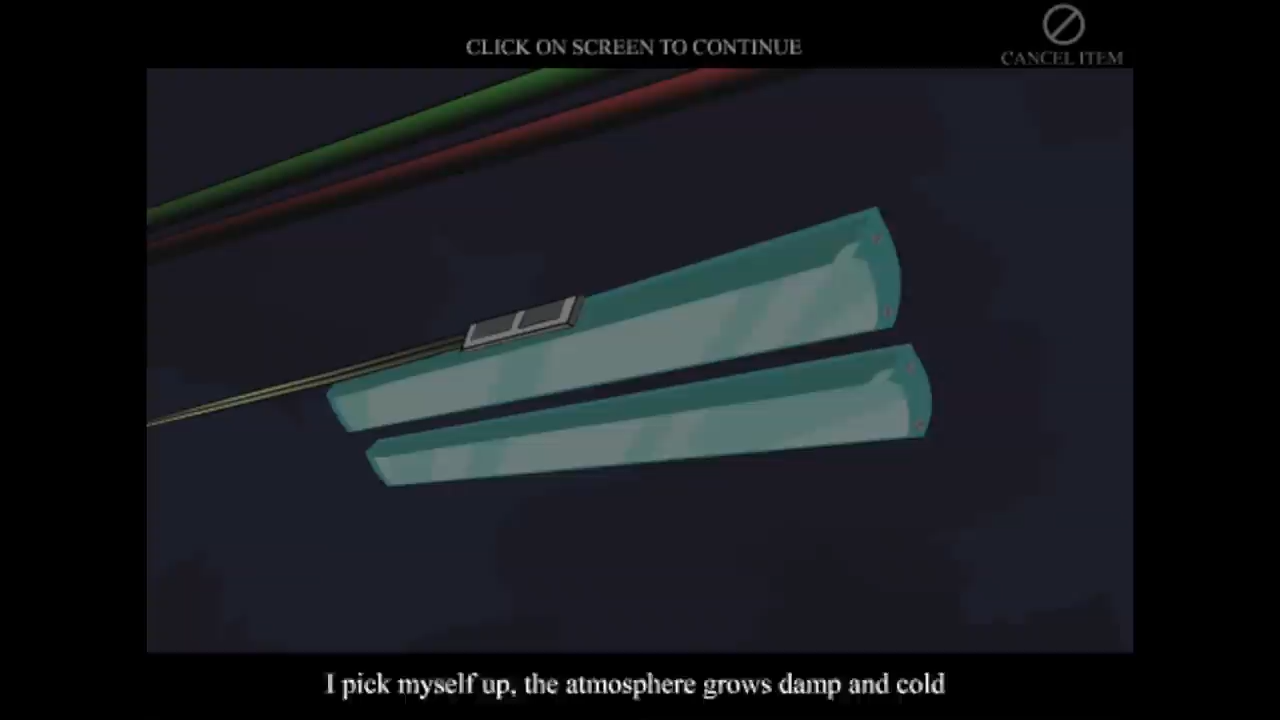 CLICK ON SCREEN TO CONTINUE
CANCEL ITEM
I pick myself up, the atmosphere grows damp and cold